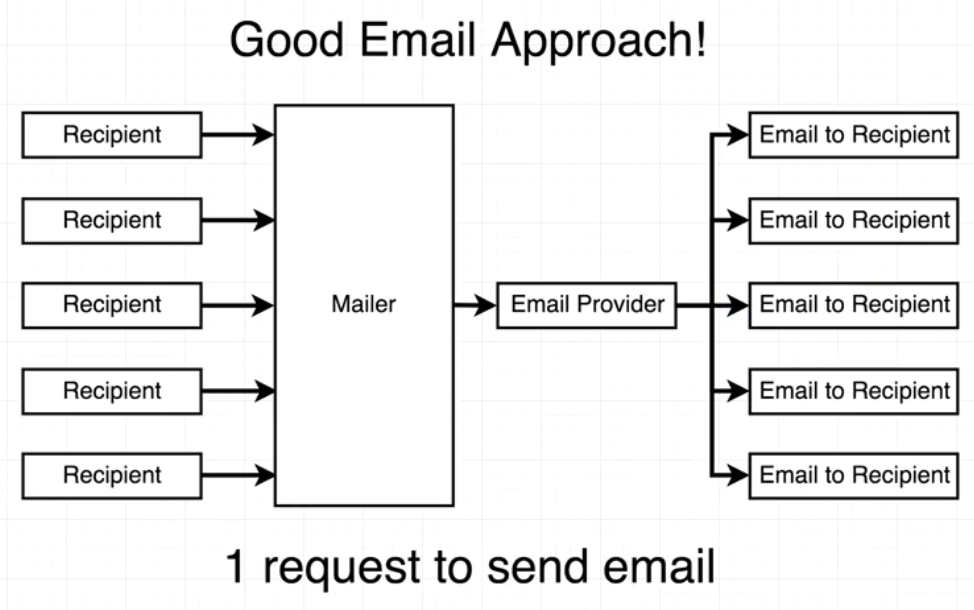 Good Email Approach!
Recipient
Recipient
Recipient
Recipient
Recipient
Mailer
Email Provider
Email to Recipient
Email to Recipient
Email to Recipient
Email to Recipient
Email to Recipient
1 request to send email